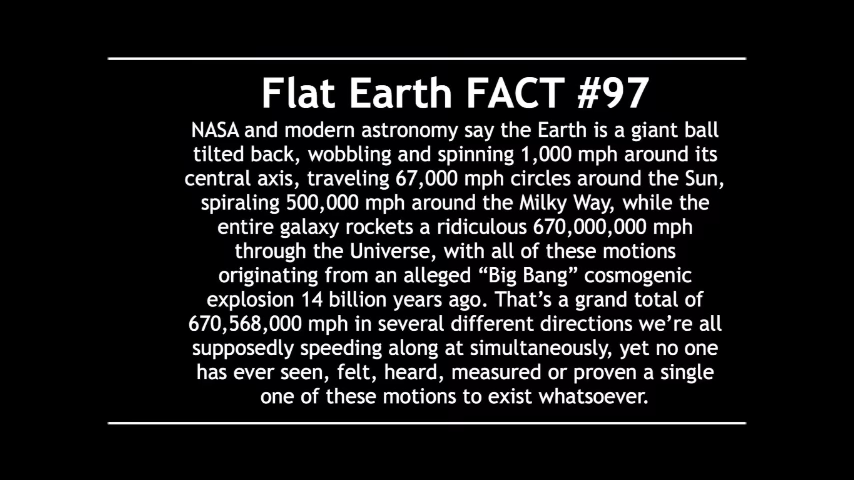 Flat Earth FACT #97
NASA and modern astronomy say the Earth is a giant ball
tilted back, wobbling and spinning 1,000 mph around its
central axis, traveling 67,000 mph circles around the Sun,
spiraling 500,000 mph around the Milky Way, while the
entire galaxy rockets a ridiculous 670,000,000 mph
through the Universe, with all of these motions
originating from an alleged “Big Bang” cosmogenic
explosion 14 billion years ago. That’s a grand total of
670,568,000 mph in several different directions we’re all
supposedly speeding along at simultaneously, yet no one
has ever seen, felt, heard, measured or proven a single
one of these motions to exist whatsoever.